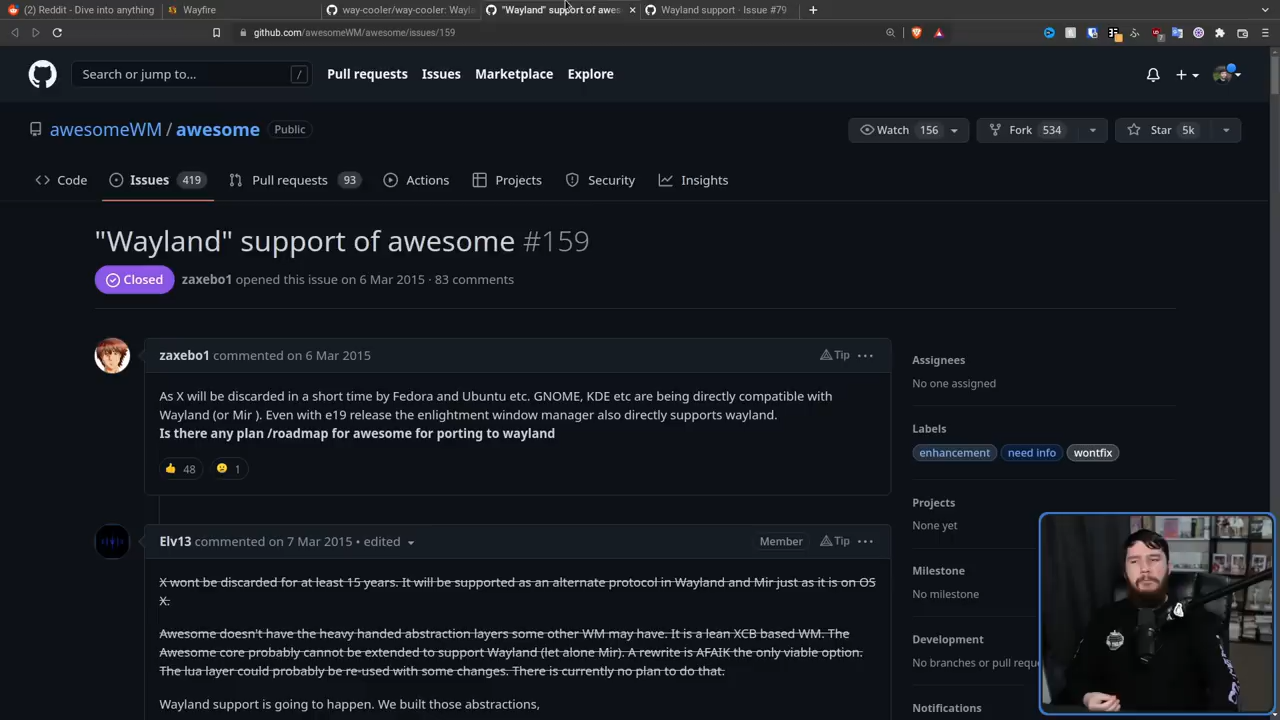 (2) Reddit - Dive into anything
Wayfire
way-cooler/way-cooler: Wayla
"Wayland" support of awes
Wayland support · Issue #79
github.com/awesomeWM/awesome/issues/159
Search or jump to...
/
Pull requests
Issues
Marketplace
Explore
awesomeWM / awesome
Public
Watch 156
Fork 534
Star 5k
Code
Issues 419
Pull requests 93
Actions
Projects
Security
Insights
"Wayland" support of awesome #159
Closed
zaxebo1 opened this issue on 6 Mar 2015 · 83 comments
zaxebo1 commented on 6 Mar 2015
Tip
As X will be discarded in a short time by Fedora and Ubuntu etc. GNOME, KDE etc are being directly compatible with
Wayland (or Mir ). Even with e19 release the enlightment window manager also directly supports wayland.
Is there any plan /roadmap for awesome for porting to wayland
48
1
Elv13 commented on 7 Mar 2015 • edited
Member
Tip
X wont be discarded for at least 15 years. It will be supported as an alternate protocol in Wayland and Mir just as it is on OS
X.
Awesome doesn't have the heavy handed abstraction layers some other WM may have. It is a lean XCB based WM. The
Awesome core probably cannot be extended to support Wayland (let alone Mir). A rewrite is AFAIK the only viable option.
The lua layer could probably be re-used with some changes. There is currently no plan to do that.
Wayland support is going to happen. We built those abstractions,
Assignees
No one assigned
Labels
enhancement
need info
wontfix
Projects
None yet
Milestone
No milestone
Development
No branches or pull reque
Notifications